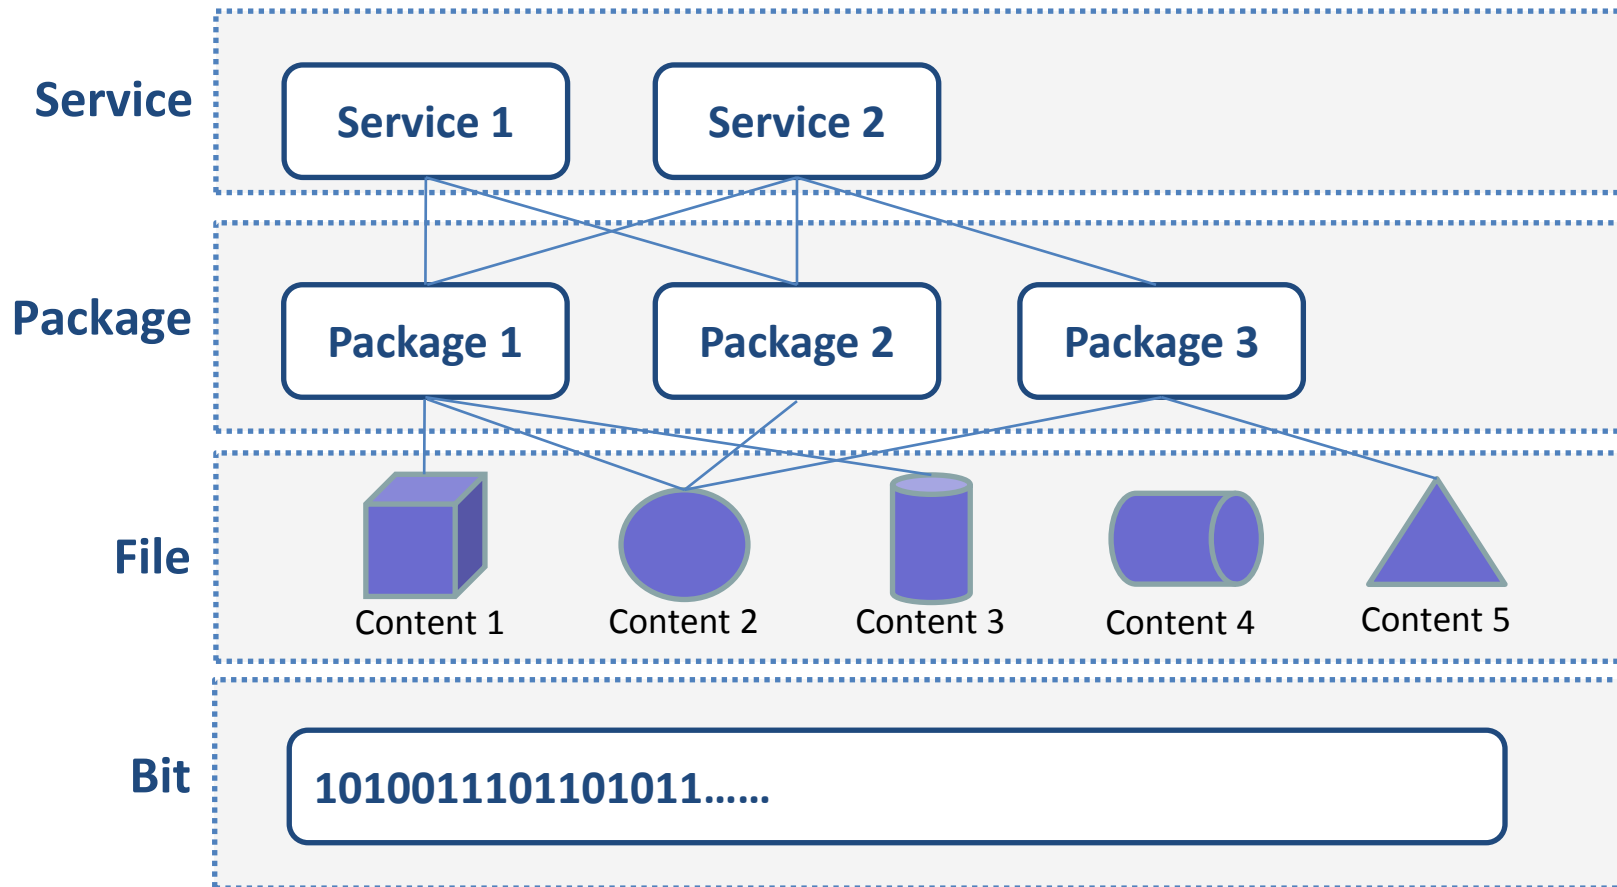 Service
Service 1
Service 2
Package
Package 1
Package 2
Package 3
File
Content 1
Content 2
Content 3
Content 4
Content 5
Bit
1010011101101011......